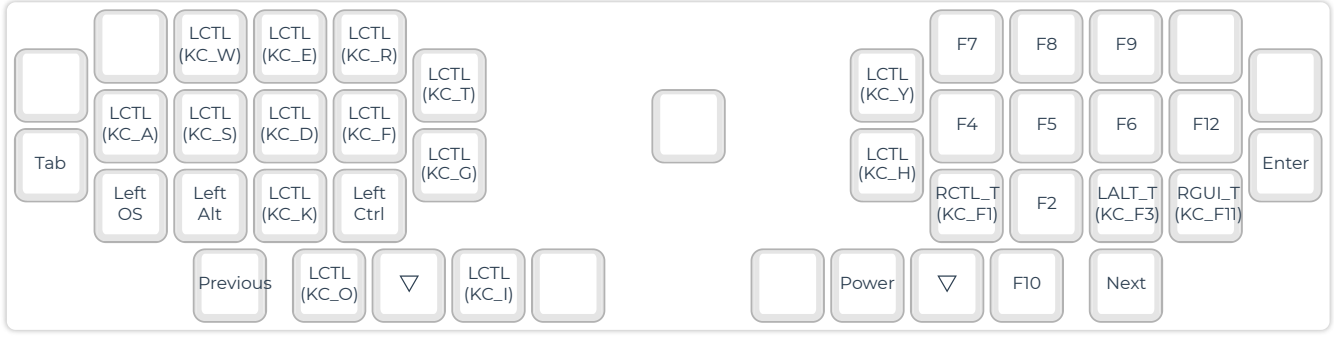 LCTL
(KC_W)
LCTL
(KC_E)
LCTL
(KC_R)
F7
F8
F9
LCTL
(KC_T)
LCTL
(KC_Y)
LCTL
(KC_A)
LCTL
(KC_S)
LCTL
(KC_D)
LCTL
(KC_F)
F4
F5
F6
F12
Tab
LCTL
(KC_G)
LCTL
(KC_H)
Enter
Left
OS
Left
Alt
LCTL
(KC_K)
Left
Ctrl
RCTL_T
(KC_F1)
F2
LALT_T
(KC_F3)
RGUI_T
(KC_F11)
Previous
LCTL
(KC_O)
▽
LCTL
(KC_I)
Power
▽
F10
Next